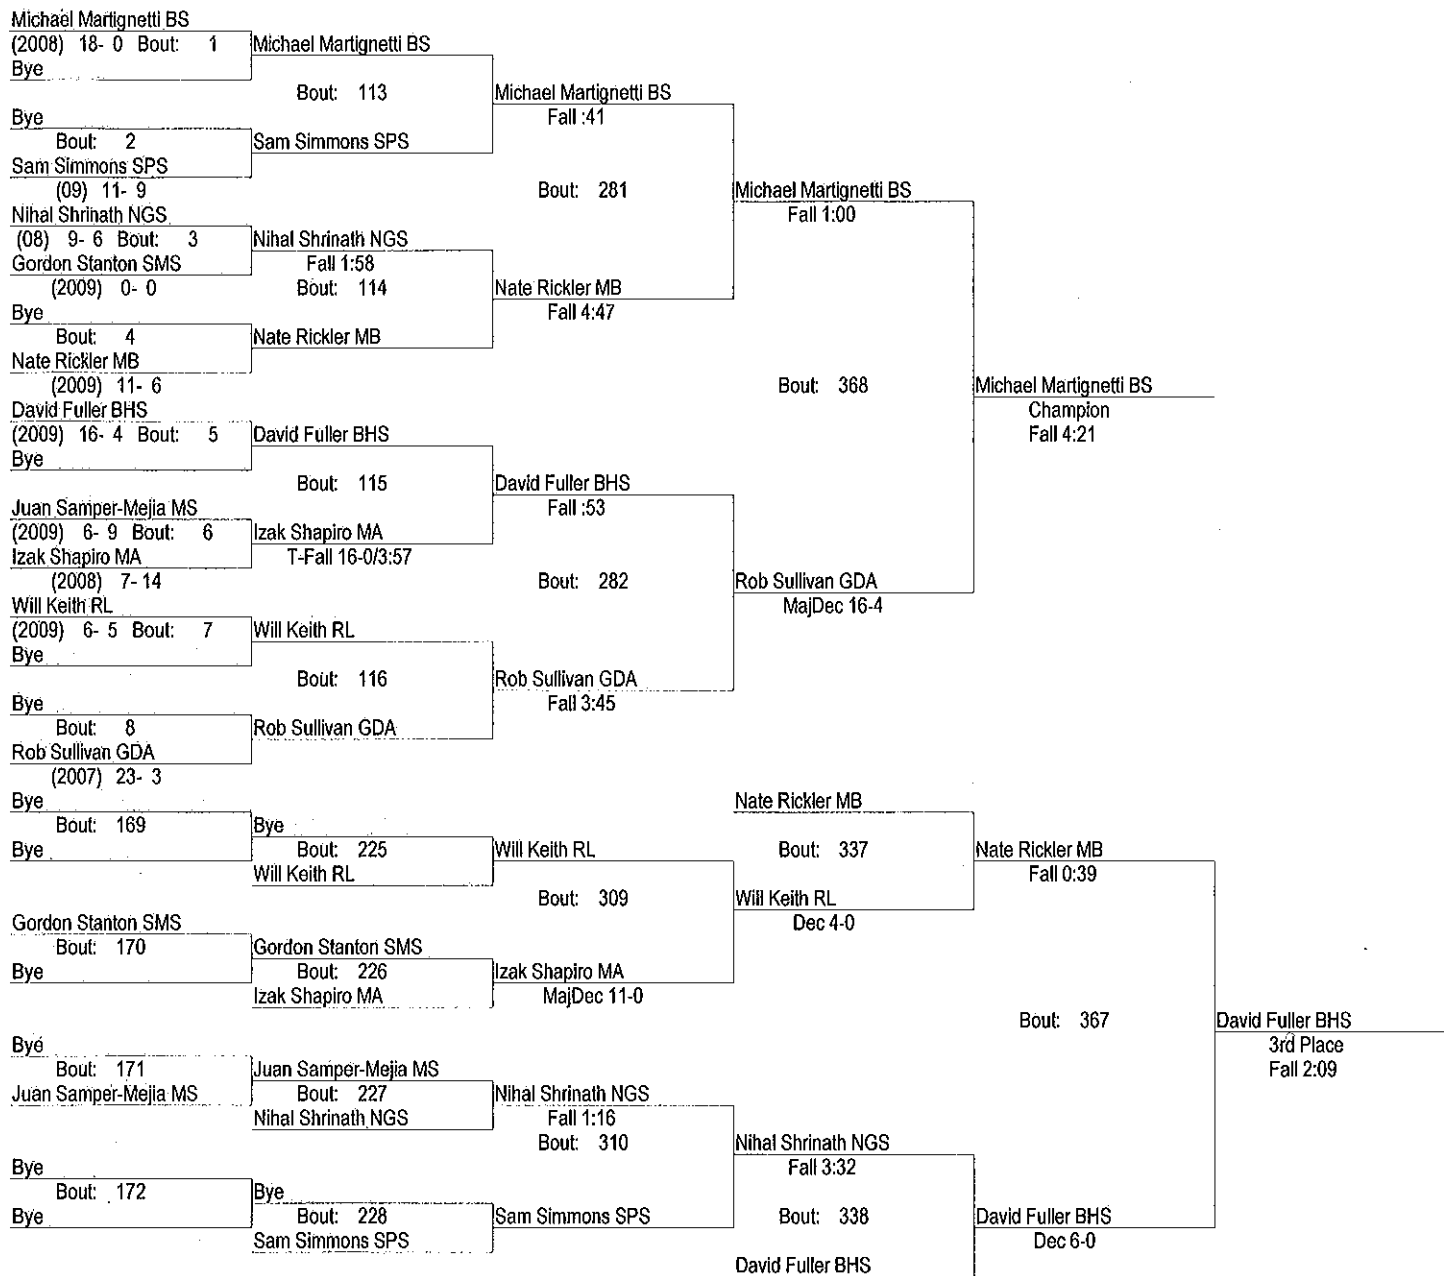 Michael Martignetti BS
(2008) 18- 0 Bout: 1 Michael Martignetti BS
Bye
Bout: 113 Michael Martignetti BS
Bye Fall :41
Bout: 2 Sam Simmons SPS
Sam Simmons SPS
(09) 11- 9 Bout: 281 Michael Martignetti BS
Nihal Shrinath NGS Fall 1:00
(08) 9- 6 Bout: 3 Nihal Shrinath NGS
Gordon Stanton SMS Fall 1:58
(2009) 0- 0 Bout: 114 Nate Rickler MB
Bye Fall 4:47
Bout: 4 Nate Rickler MB
Nate Rickler MB
(2009) 11- 6 Bout: 368 Michael Martignetti BS
David Fuller BHS Champion
(2009) 16- 4 Bout: 5 David Fuller BHS Fall 4:21
Bye
Bout: 115 David Fuller BHS
Juan Samper-Mejia MS Fall :53
(2009) 6- 9 Bout: 6 Izak Shapiro MA
Izak Shapiro MA T-Fall 16-0/3:57
(2008) 7- 14 Bout: 282 Rob Sullivan GDA
Will Keith RL MajDec 16-4
(2009) 6- 5 Bout: 7 Will Keith RL
Bye
Bout: 116 Rob Sullivan GDA
Bye Fall 3:45
Bout: 8 Rob Sullivan GDA
Rob Sullivan GDA
(2007) 23- 3
Bye Nate Rickler MB
Bout: 169 Bye
Bye Bout: 225 Will Keith RL Bout: 337 Nate Rickler MB
Will Keith RL Fall 0:39
Bout: 309 Will Keith RL
Gordon Stanton SMS Dec 4-0
Bout: 170 Gordon Stanton SMS
Bye Bout: 226 Izak Shapiro MA
Izak Shapiro MA MajDec 11-0
Bout: 367 David Fuller BHS
Bye 3rd Place
Bout: 171 Juan Samper-Mejia MS Fall 2:09
Juan Samper-Mejia MS Bout: 227 Nihal Shrinath NGS
Nihal Shrinath NGS Fall 1:16
Bout: 310 Nihal Shrinath NGS
Bye Fall 3:32
Bout: 172 Bye
Bye Bout: 228 Sam Simmons SPS Bout: 338 David Fuller BHS
Sam Simmons SPS Dec 6-0
David Fuller BHS